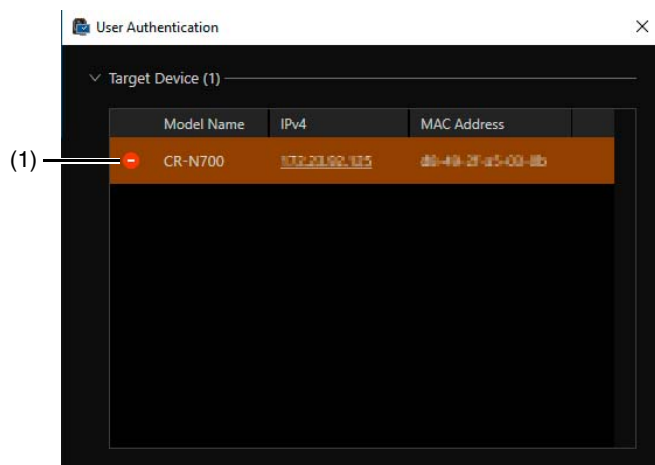 User Authentication
Target Device (1)
Model Name IPv4 MAC Address
(1)
CR-N700